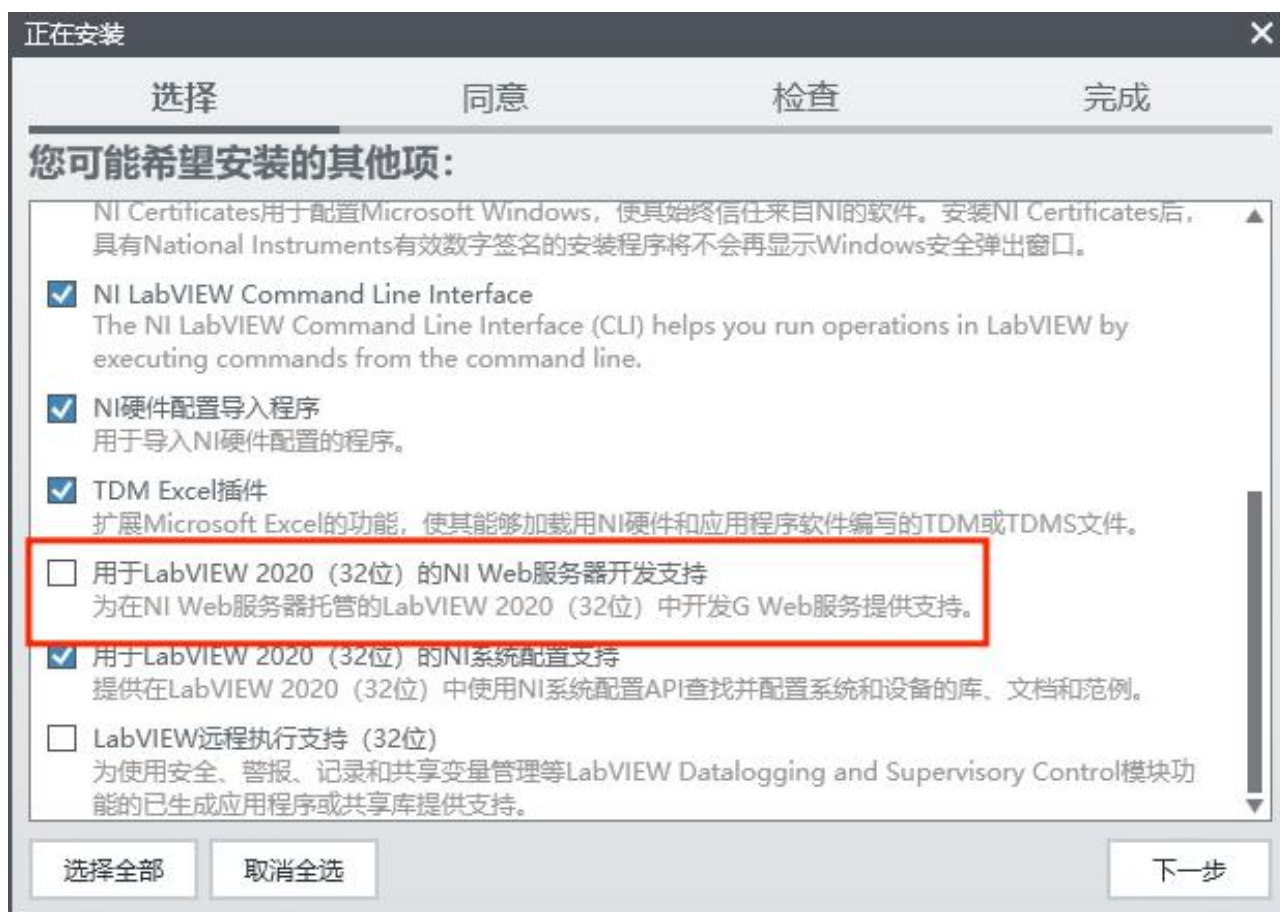 正在安装
选择
同意
检查
完成
您可能希望安装的其他项：
NI Certificates用于配置Microsoft Windows，使其始终信任来自NI的软件。安装NI Certificates后，
具有National Instruments有效数字签名的安装程序将不会再显示Windows安全弹出窗口。
NI LabVIEW Command Line Interface
The NI LabVIEW Command Line Interface (CLI) helps you run operations in LabVIEW by
executing commands from the command line.
NI硬件配置导入程序
用于导入NI硬件配置的程序。
TDM Excel插件
扩展Microsoft Excel的功能，使其能够加载用NI硬件和应用程序软件编写的TDM或TDMS文件。
用于LabVIEW 2020（32位）的NI Web服务器开发支持
为在NI Web服务器托管的LabVIEW 2020（32位）中开发G Web服务提供支持。
用于LabVIEW 2020（32位）的NI系统配置支持
提供在LabVIEW 2020（32位）中使用NI系统配置API查找并配置系统和设备的库、文档和范例。
LabVIEW远程执行支持（32位）
为使用安全、警报、记录和共享变量管理等LabVIEW Datalogging and Supervisory Control模块功
能的已生成应用程序或共享库提供支持。
选择全部
取消全选
下一步